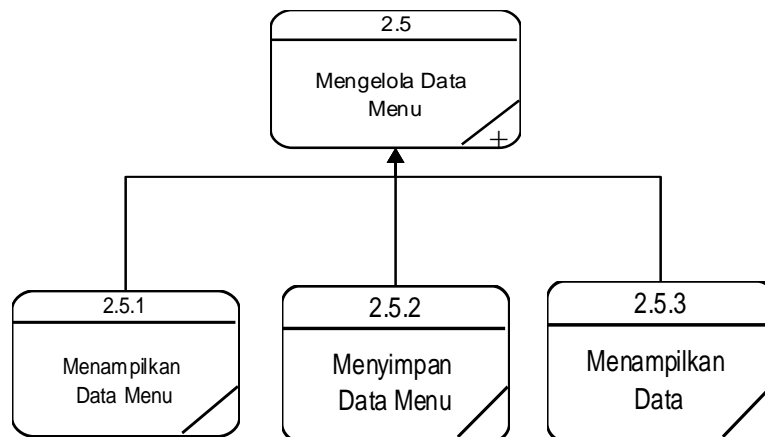 2.5
Mengelola Data
Menu
2.5.1
Menampilkan
Data Menu
2.5.2
Menyimpan
Data Menu
2.5.3
Menampilkan
Data